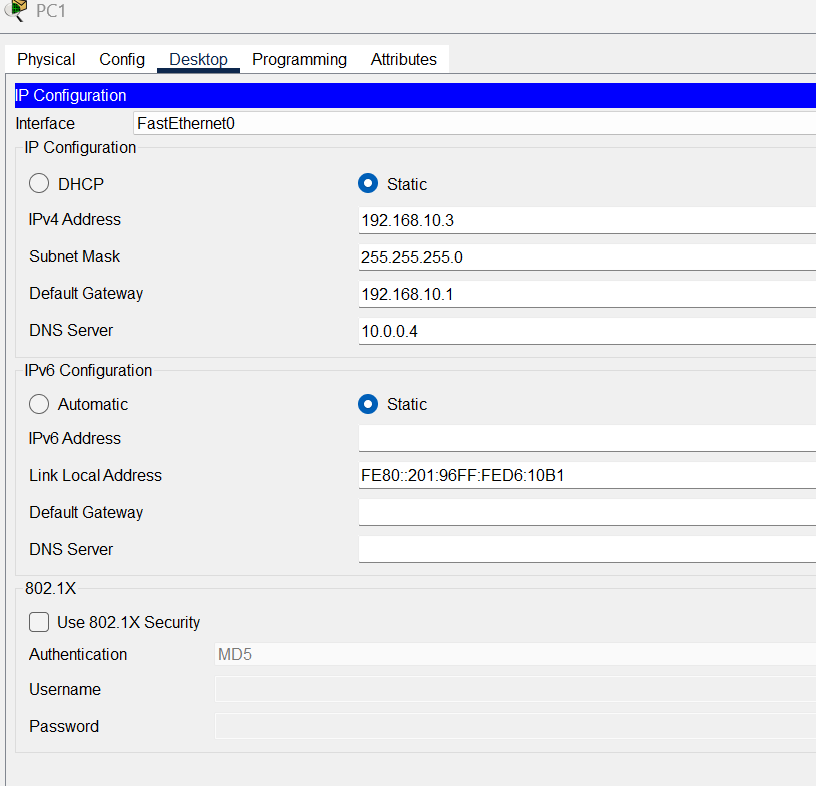 PC1
Physical Config Desktop Programming Attributes
IP Configuration
Interface FastEthernet0
IP Configuration
DHCP Static
IPv4 Address 192.168.10.3
Subnet Mask 255.255.255.0
Default Gateway 192.168.10.1
DNS Server 10.0.0.4
IPv6 Configuration
Automatic Static
IPv6 Address
Link Local Address FE80::201:96FF:FED6:10B1
Default Gateway
DNS Server
802.1X
Use 802.1X Security
Authentication MD5
Username
Password